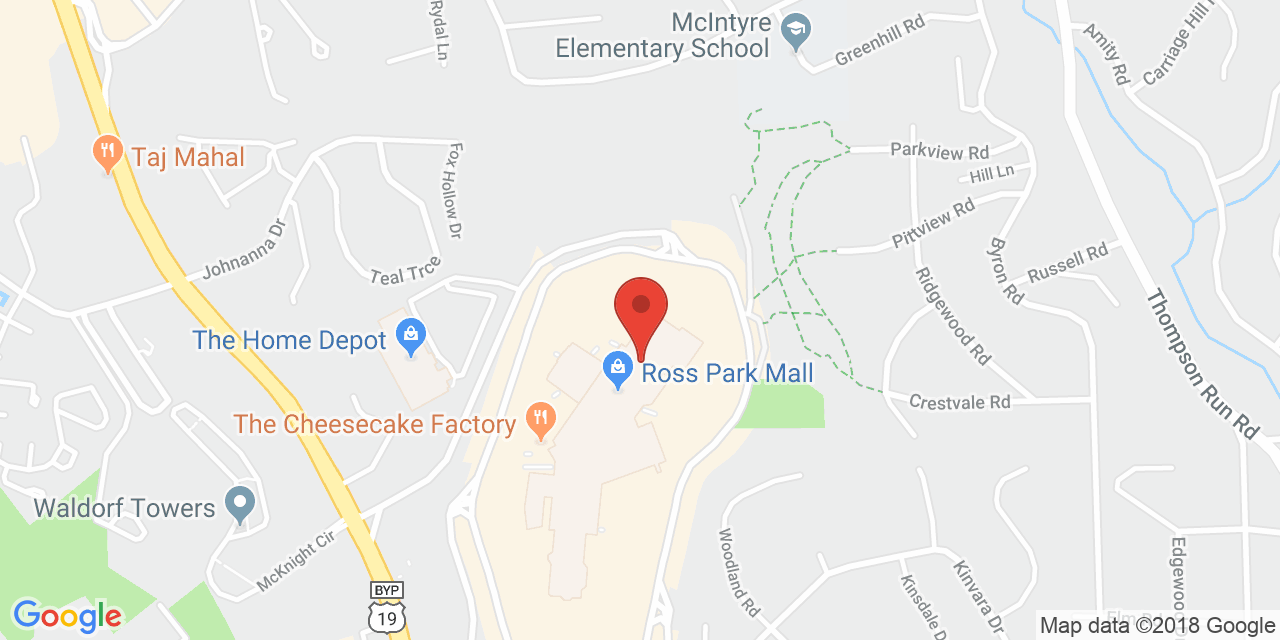 McIntyre
Elementary School
Rydal Ln
Greenhill Rd
Amity Rd
Carriage Hill
Taj Mahal
Fox Hollow Dr
Parkview Rd
Hill Ln
Pittview Rd
Johnanna Dr
Teal Trce
Byron Rd
Russell Rd
Ridgewood Rd
Thompson Run Rd
The Home Depot
Ross Park Mall
Crestvale Rd
The Cheesecake Factory
Waldorf Towers
McKnight Cir
Woodland Rd
Kinsdale D
Kinvara Dr
Edgewoo
BYP
19
Google
Map data ©2018 Google